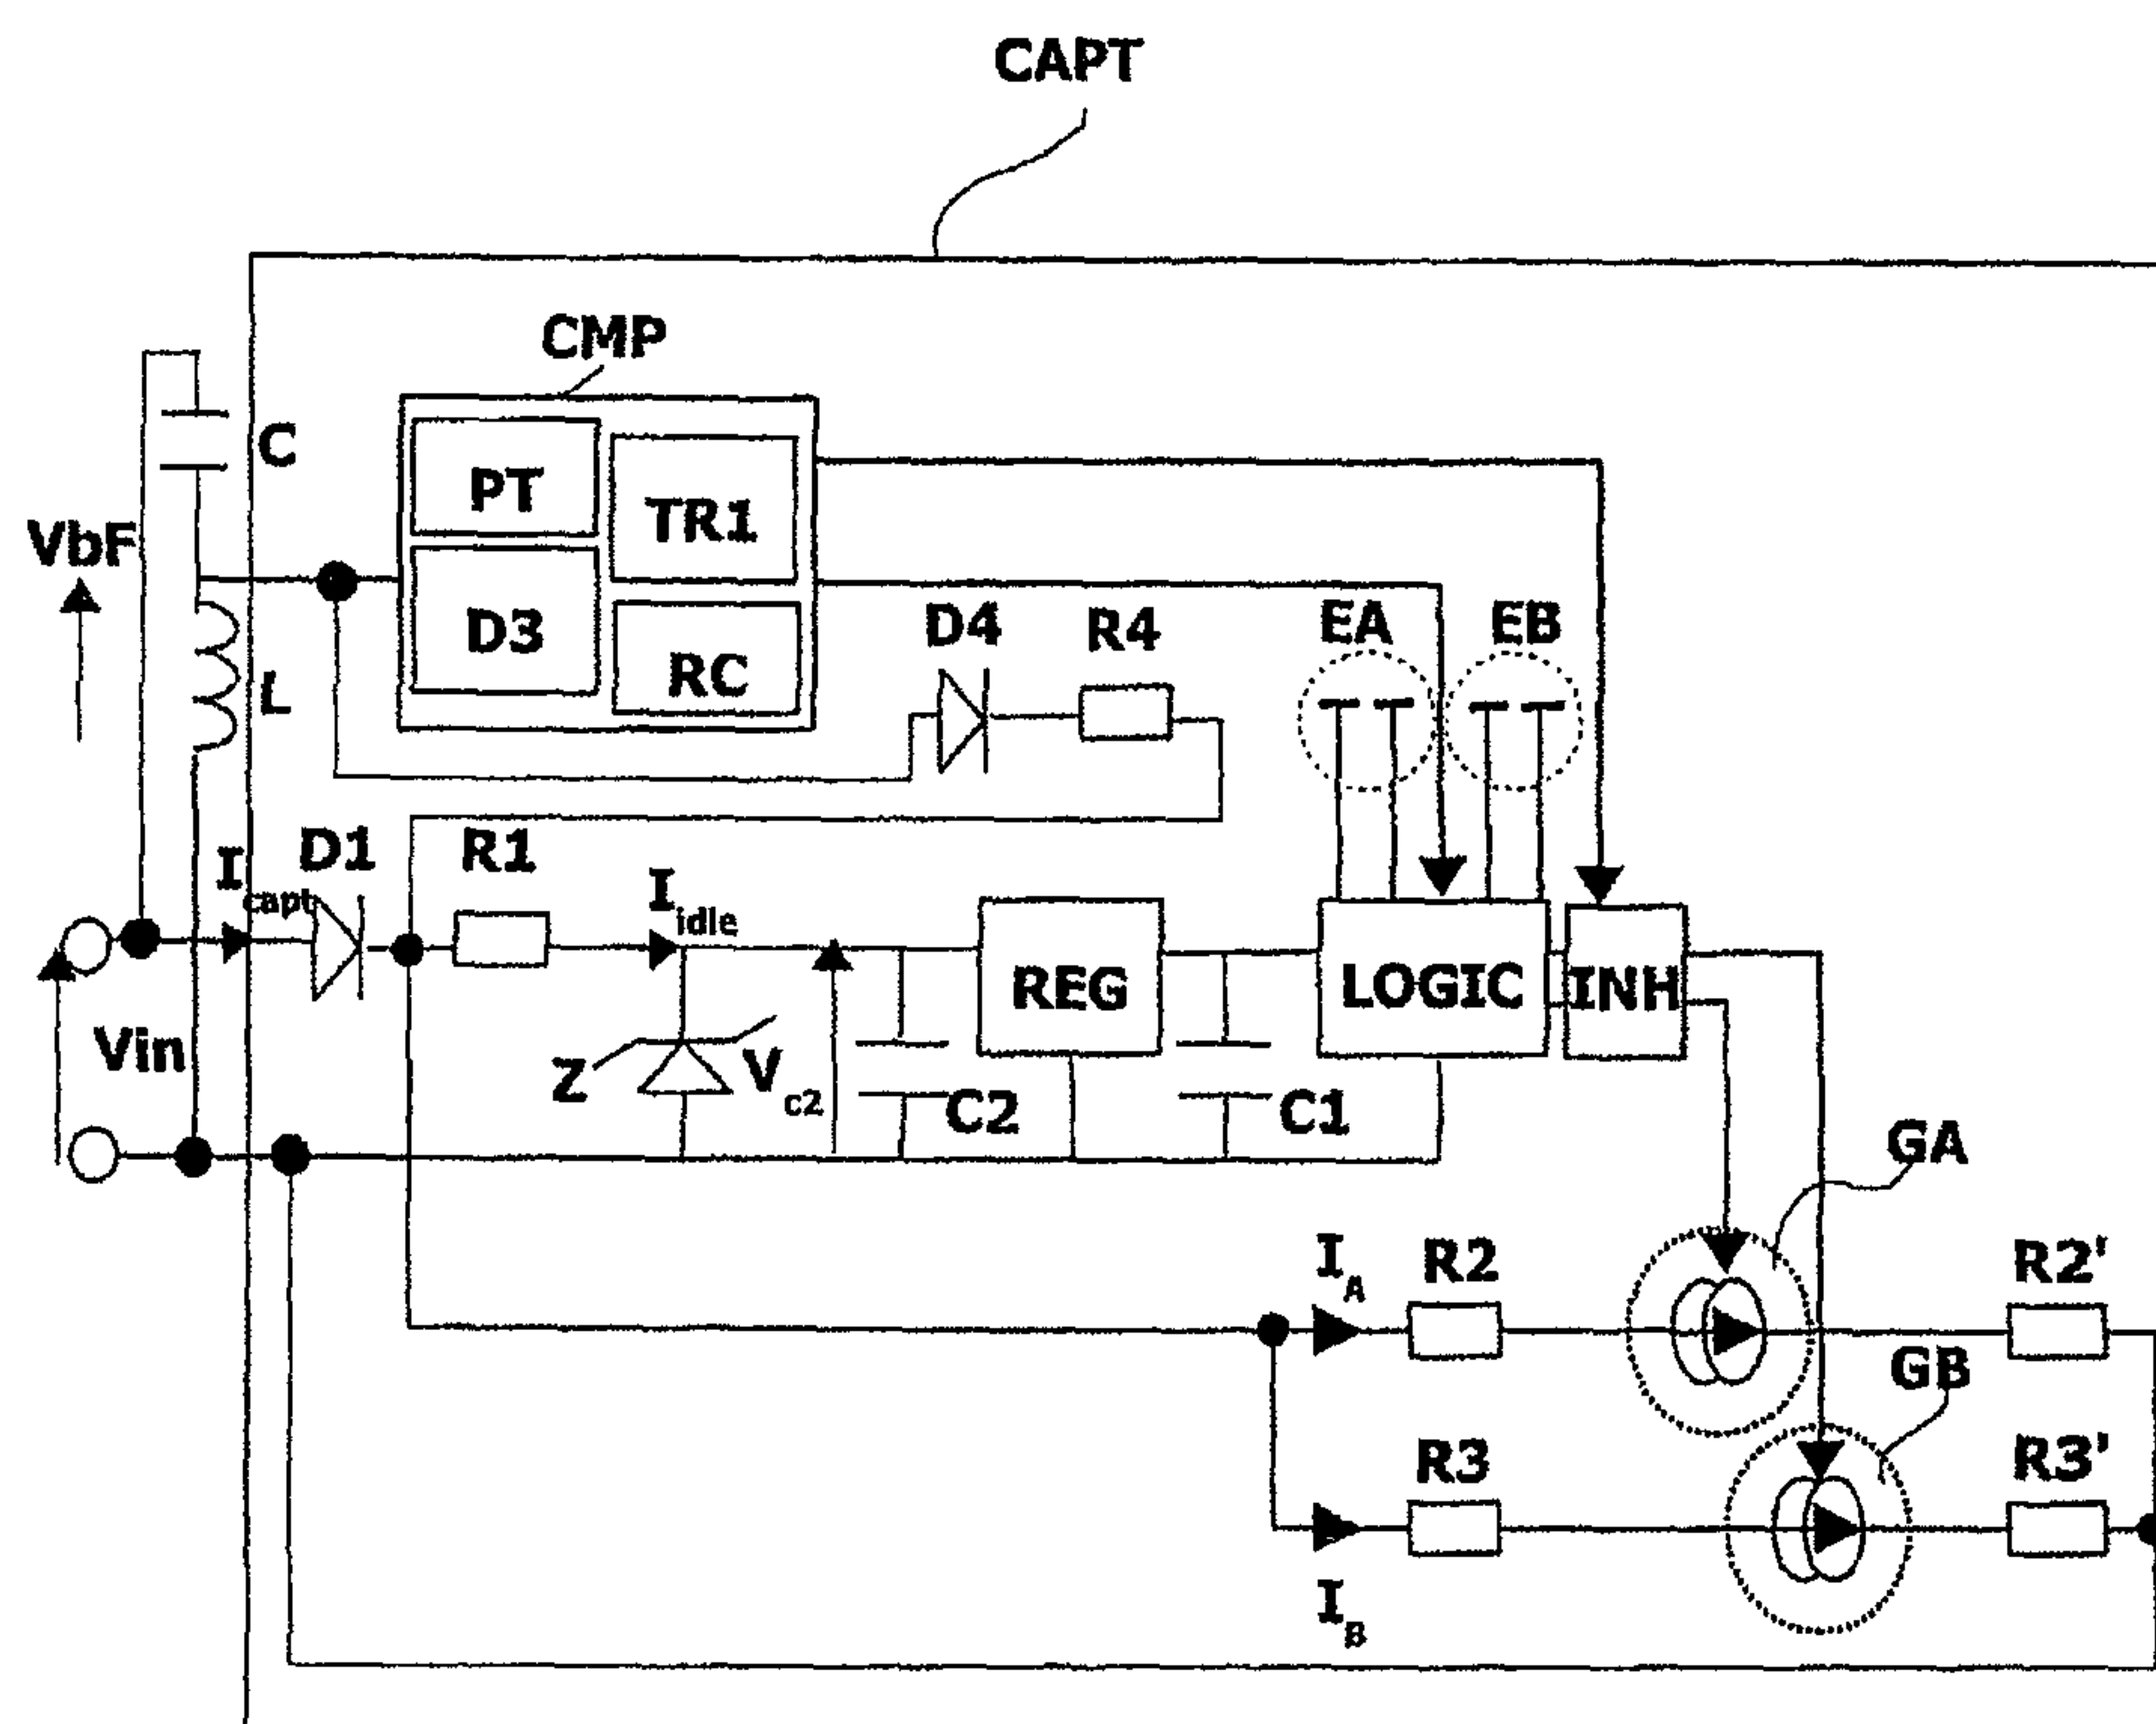 CAPT
CMP
C
PT
TR1
VbF
D3
RC
D4
R4
EA
EB
L
I capt
D1
R1
I idle
REG
LOGIC
INH
Vin
Z
V c2
C2
C1
GA
I A
R2
R2'
GB
R3
R3'
I B